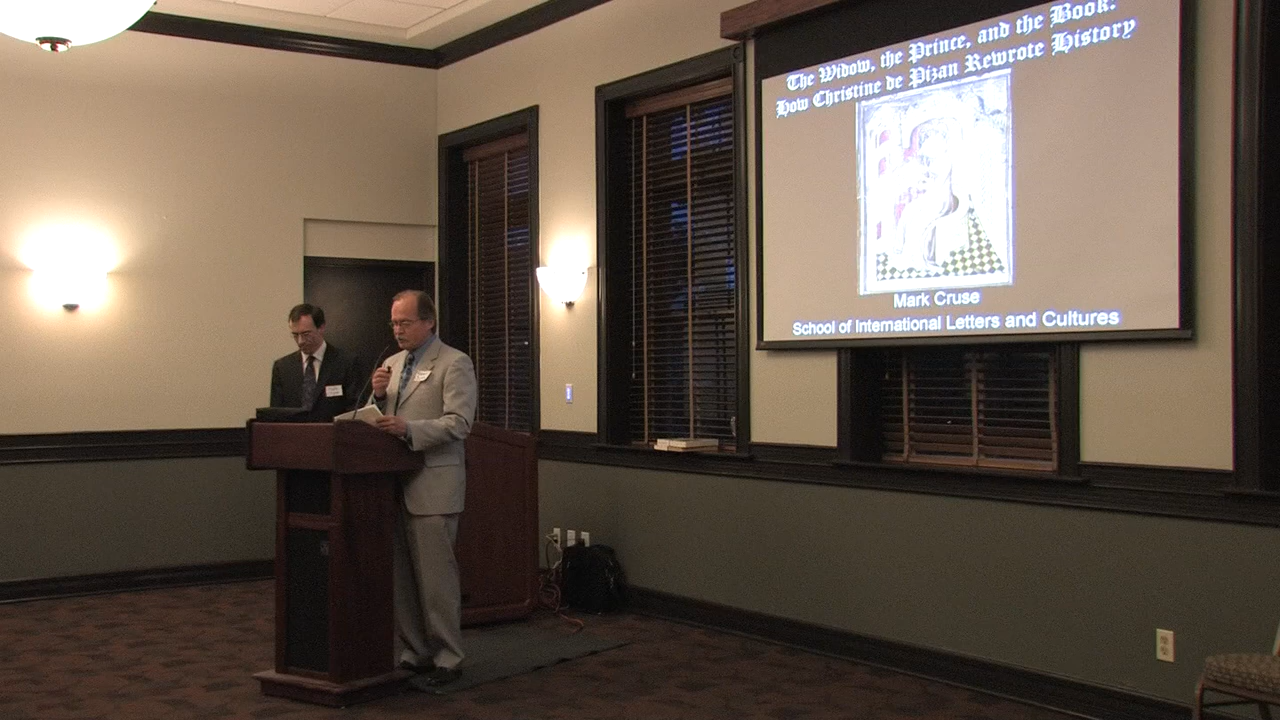 The Widow, the Prince, and the Book:
How Christine de Pizan Rewrote History
Mark Cruse
School of International Letters and Cultures